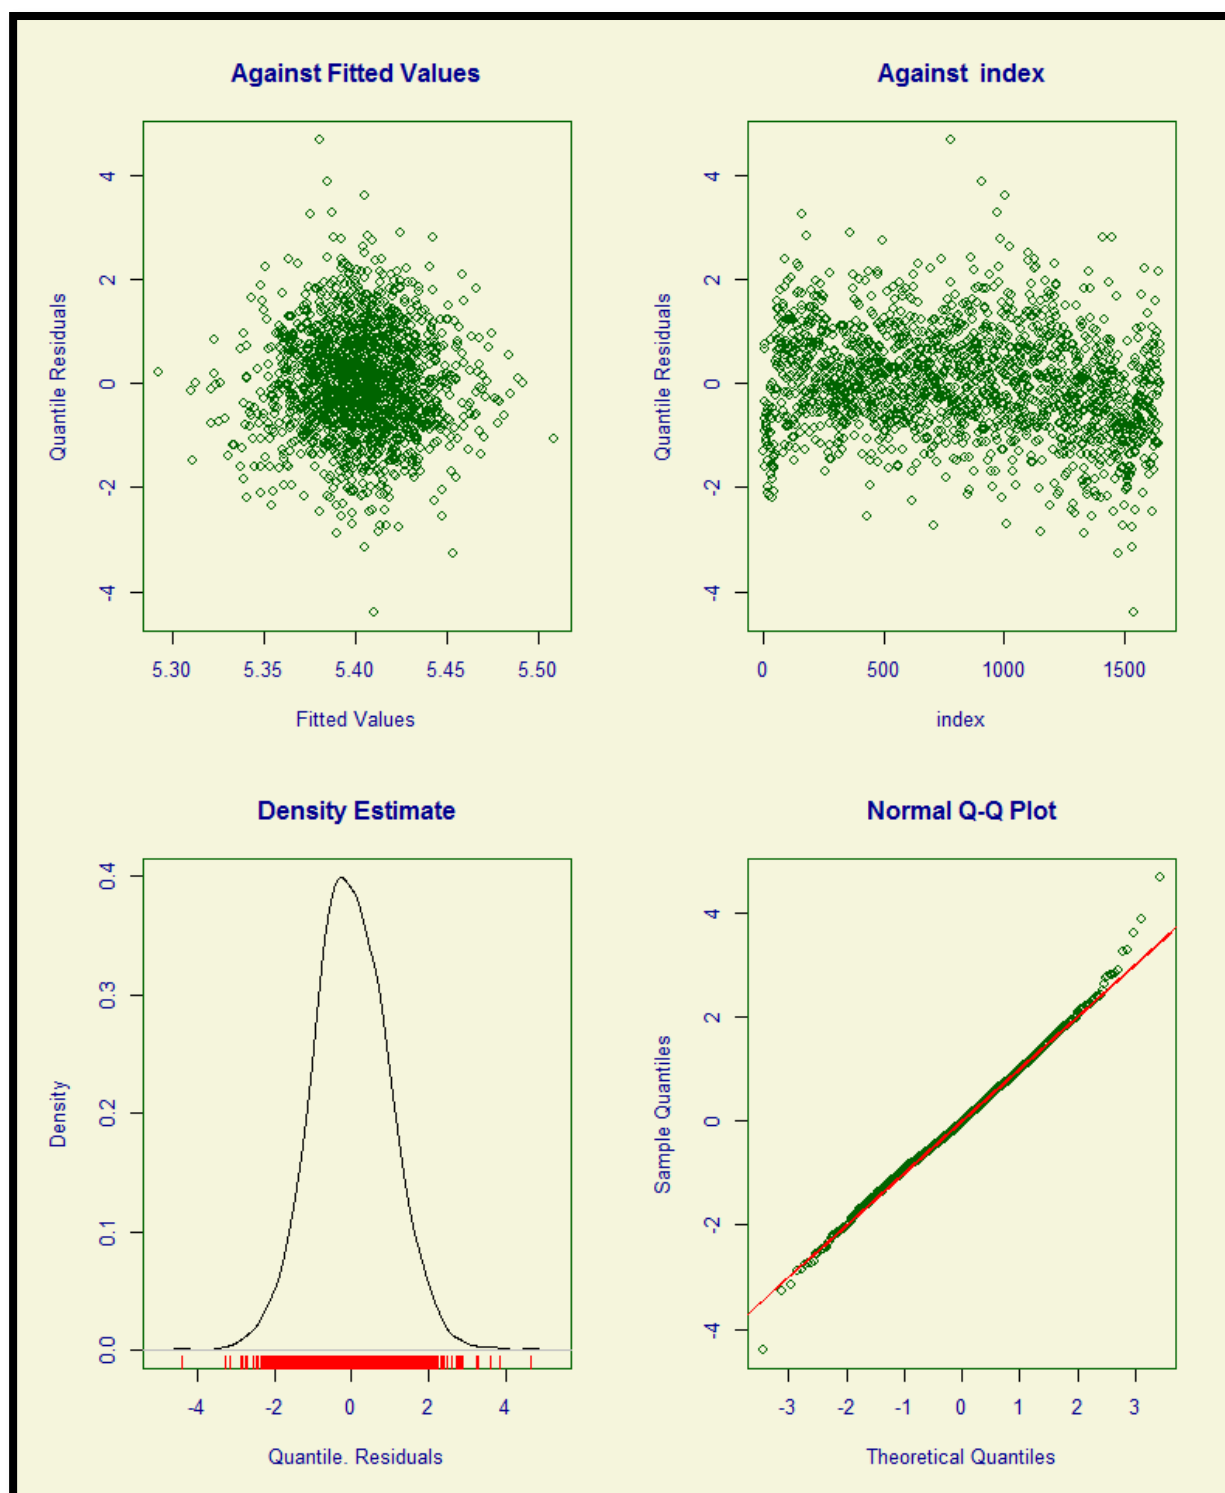 Against Fitted Values
Quantile Residuals
4
2
0
-2
-4
5.30 5.35 5.40 5.45 5.50
Fitted Values
Against index
Quantile Residuals
4
2
0
-2
-4
0 500 1000 1500
index
Density Estimate
Density
0.4
0.3
0.2
0.1
0.0
-4 -2 0 2 4
Quantile. Residuals
Normal Q-Q Plot
Sample Quantiles
4
2
0
-2
-4
-3 -2 -1 0 1 2 3
Theoretical Quantiles